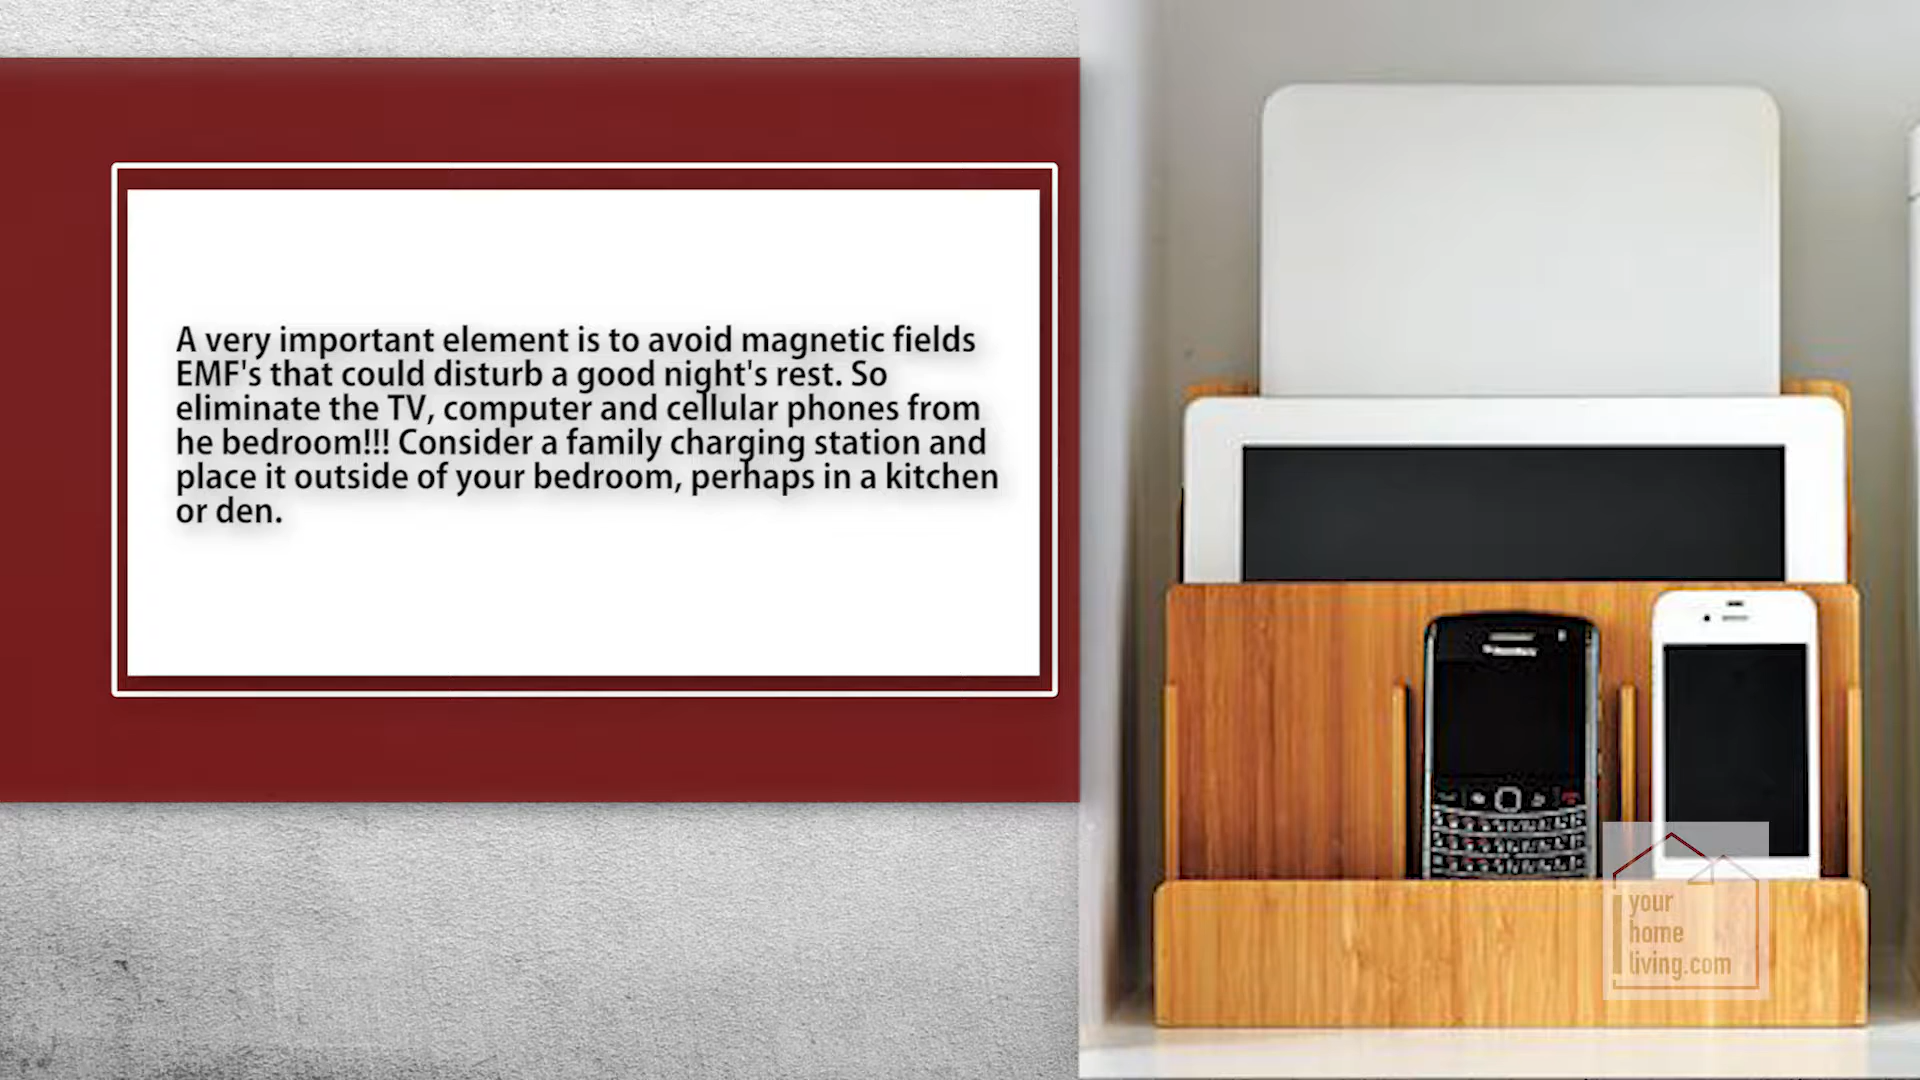 A very important element is to avoid magnetic fields
EMF's that could disturb a good night's rest. So
eliminate the TV, computer and cellular phones from
he bedroom!!! Consider a family charging station and
place it outside of your bedroom, perhaps in a kitchen
or den.
your
home
living.com